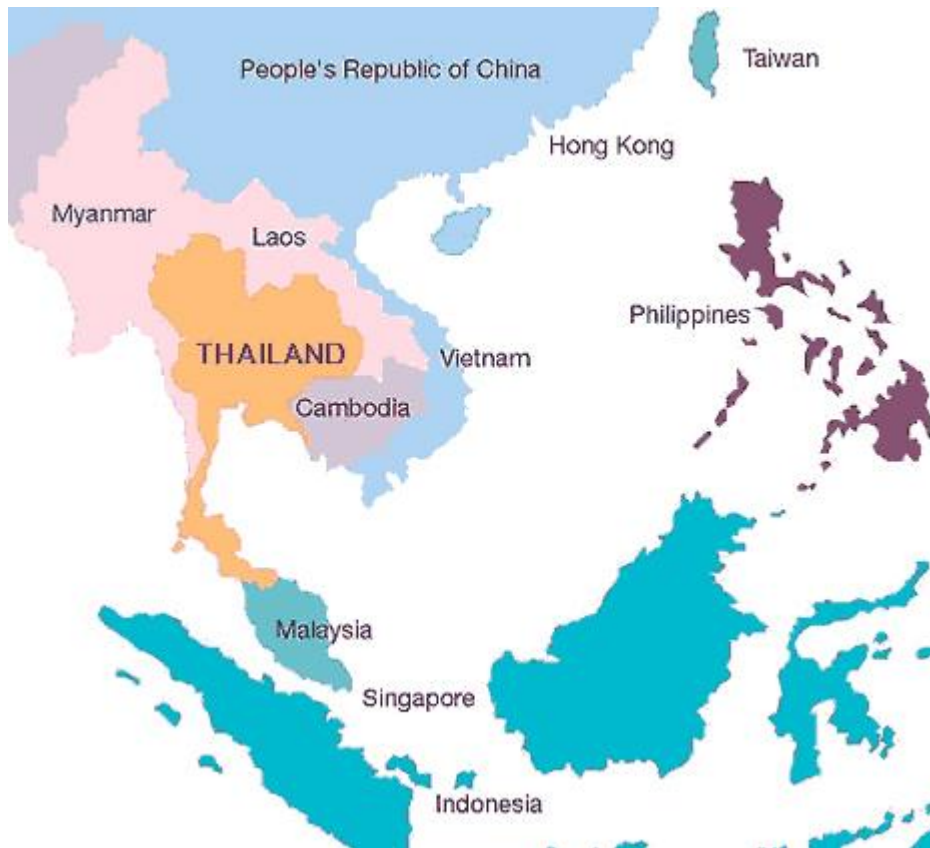 People's Republic of China
Taiwan
Hong Kong
Myanmar
Laos
Philippines
THAILAND
Vietnam
Cambodia
Malaysia
Singapore
Indonesia